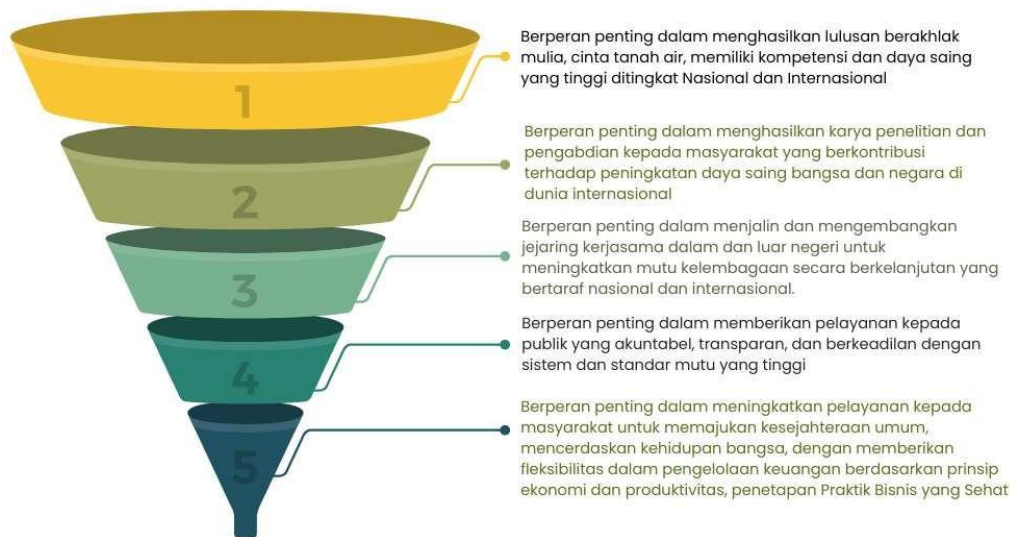 1
Berperan penting dalam menghasilkan lulusan berakhlak
mulia, cinta tanah air, memiliki kompetensi dan daya saing
yang tinggi ditingkat Nasional dan Internasional
2
Berperan penting dalam menghasilkan karya penelitian dan
pengabdian kepada masyarakat yang berkontribusi
terhadap peningkatan daya saing bangsa dan negara di
dunia internasional
3
Berperan penting dalam menjalin dan mengembangkan
jejaring kerjasama dalam dan luar negeri untuk
meningkatkan mutu kelembagaan secara berkelanjutan yang
bertaraf nasional dan internasional.
4
Berperan penting dalam memberikan pelayanan kepada
publik yang akuntabel, transparan, dan berkeadilan dengan
sistem dan standar mutu yang tinggi
5
Berperan penting dalam meningkatkan pelayanan kepada
masyarakat untuk memajukan kesejahteraan umum,
mencerdaskan kehidupan bangsa, dengan memberikan
fleksibilitas dalam pengelolaan keuangan berdasarkan prinsip
ekonomi dan produktivitas, penetapan Praktik Bisnis yang Sehat